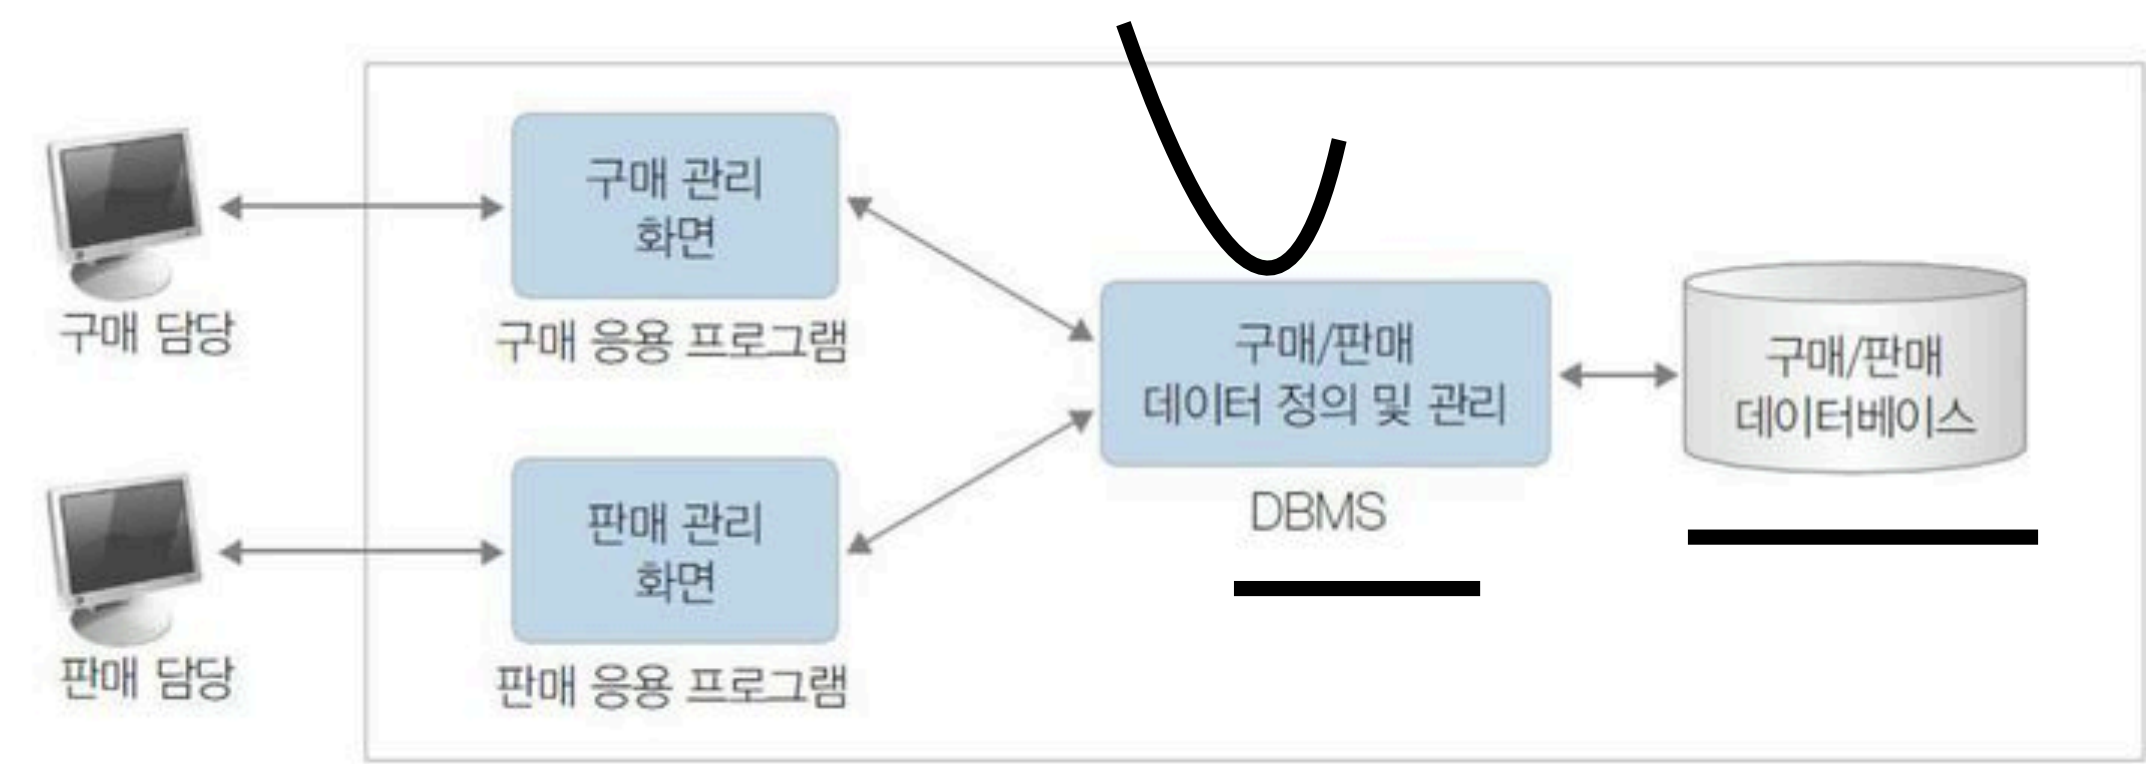 구매 관리
화면
구매 담당
구매 응용 프로그램
구매/판매
데이터 정의 및 관리
DBMS
구매/판매
데이터베이스
판매 관리
화면
판매 담당
판매 응용 프로그램